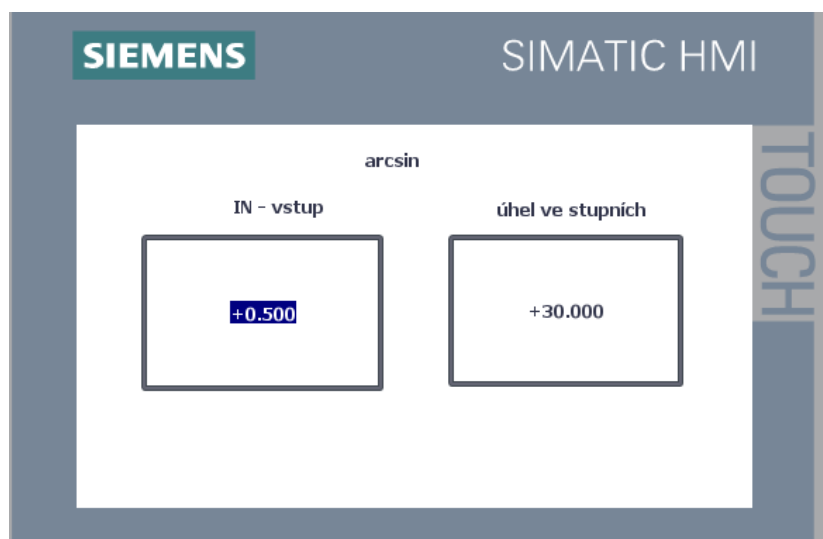 SIEMENS
SIMATIC HMI
TOUCH
arcsin
IN - vstup
úhel ve stupních
+0.500
+30.000